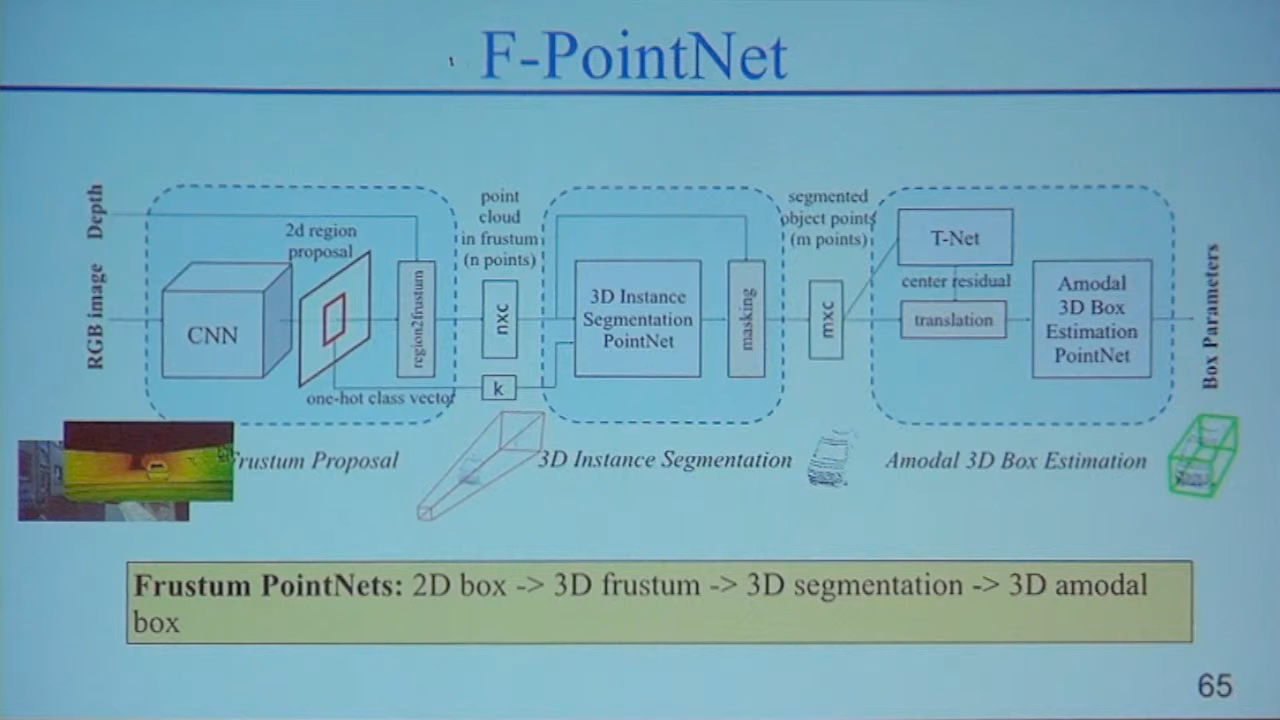 F-PointNet
Depth
RGB image
CNN
2d region
proposal
region2frustum
one-hot class vector
point
cloud
in frustum
(n points)
nxc
k
3D Instance
Segmentation
PointNet
masking
segmented
object points
(m points)
mxc
T-Net
center residual
translation
Amodal
3D Box
Estimation
PointNet
Box Parameters
rustum Proposal
3D Instance Segmentation
Amodal 3D Box Estimation
Frustum PointNets: 2D box -> 3D frustum -> 3D segmentation -> 3D amodal
box
65